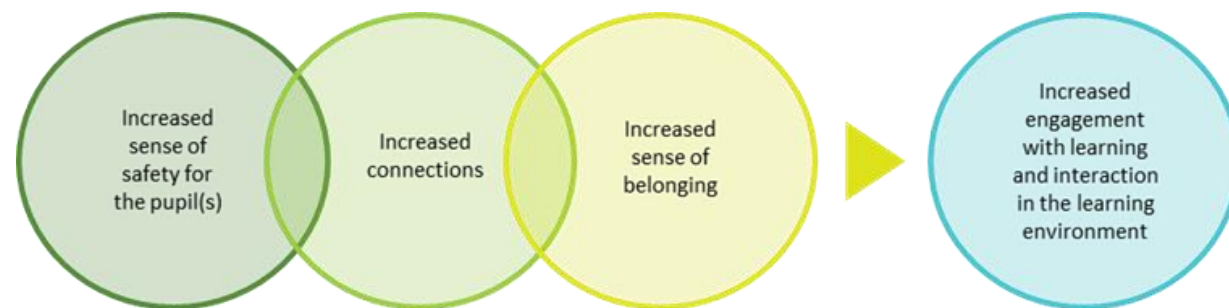 Increased
sense of
safety for
the pupil(s)
Increased
connections
Increased
sense of
belonging
Increased
engagement
with learning
and interaction
in the learning
environment